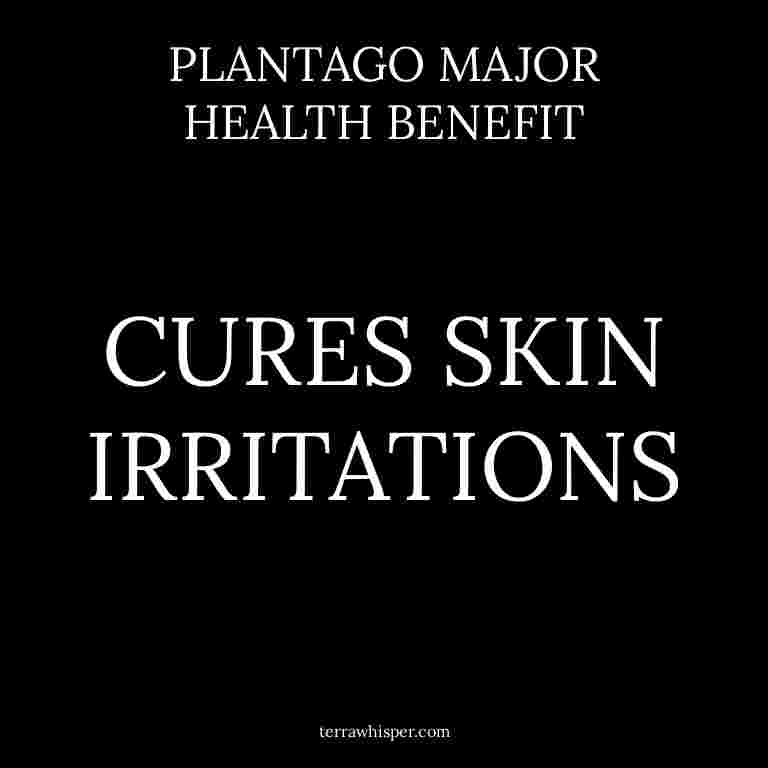 PLANTAGO MAJOR
HEALTH BENEFIT
CURES SKIN
IRRITATIONS
terrawhisper.com